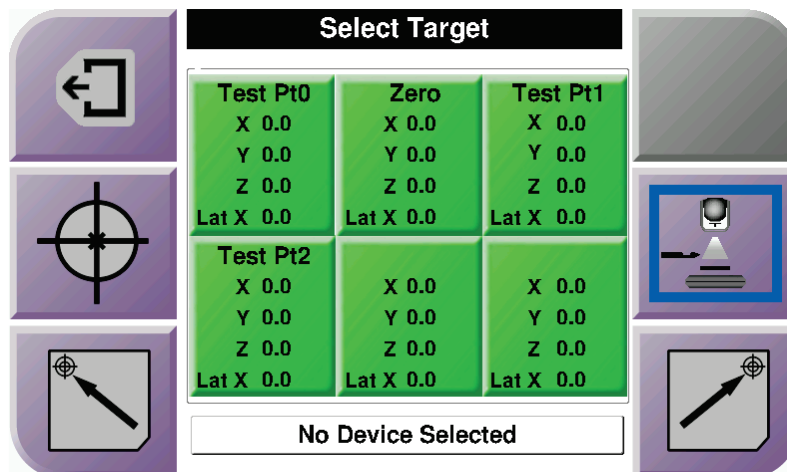 Select Target
Test Pt0 Zero Test Pt1
X 0.0 X 0.0 X 0.0
Y 0.0 Y 0.0 Y 0.0
Z 0.0 Z 0.0 Z 0.0
Lat X 0.0 Lat X 0.0 Lat X 0.0
Test Pt2
X 0.0 X 0.0 X 0.0
Y 0.0 Y 0.0 Y 0.0
Z 0.0 Z 0.0 Z 0.0
Lat X 0.0 Lat X 0.0 Lat X 0.0
No Device Selected